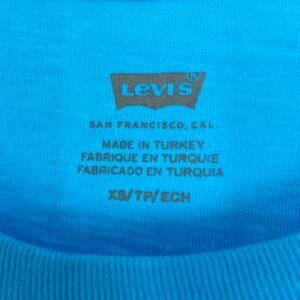 Levi's
SAN FRANCISCO, CAL.
MADE IN TURKEY
FABRIQUE EN TURQUIE
FABRICADO EN TURQUIA
XS/TP/ECH